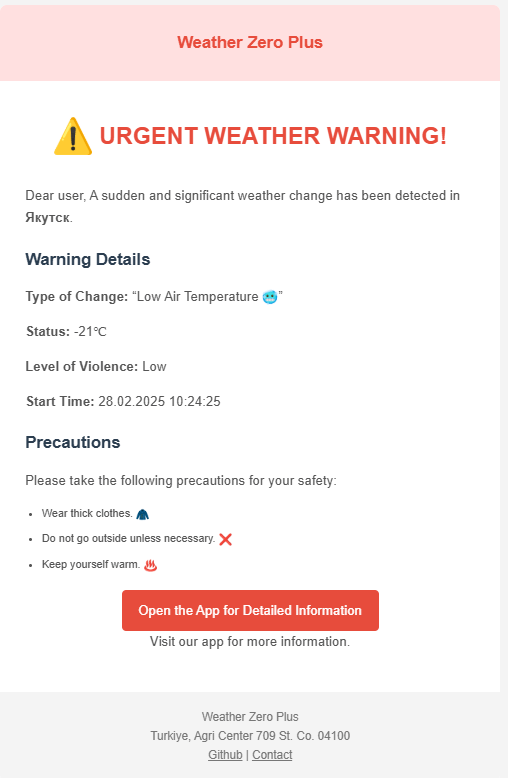 Weather Zero Plus
⚠️ URGENT WEATHER WARNING!
Dear user, A sudden and significant weather change has been detected in
Якутск.
Warning Details
Type of Change: “Low Air Temperature 🥶”
Status: -21℃
Level of Violence: Low
Start Time: 28.02.2025 10:24:25
Precautions
Please take the following precautions for your safety:
• Wear thick clothes. 🧥
• Do not go outside unless necessary. ❌
• Keep yourself warm. ♨️
Open the App for Detailed Information
Visit our app for more information.
Weather Zero Plus
Turkiye, Agri Center 709 St. Co. 04100
Github | Contact